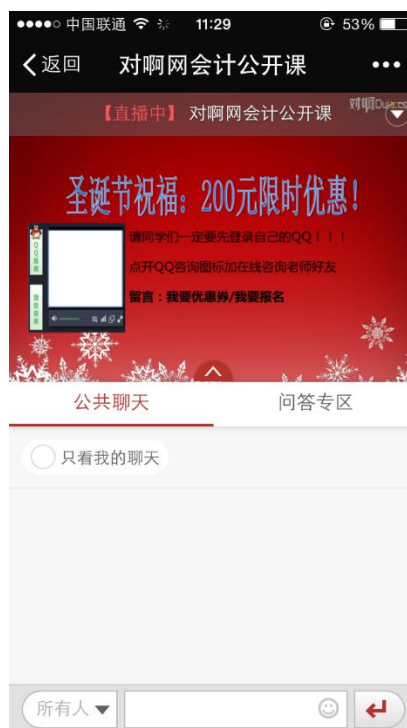 中国联通 11:29 53%
返回 对啊网会计公开课
【直播中】 对啊网会计公开课
对啊Duia.co
圣诞节祝福：200元限时优惠！
请同学们一定要先登录自己的QQ！！！
点开QQ咨询图标加在线咨询老师好友
留言：我要优惠券/我要报名
公共聊天 问答专区
只看我的聊天
所有人